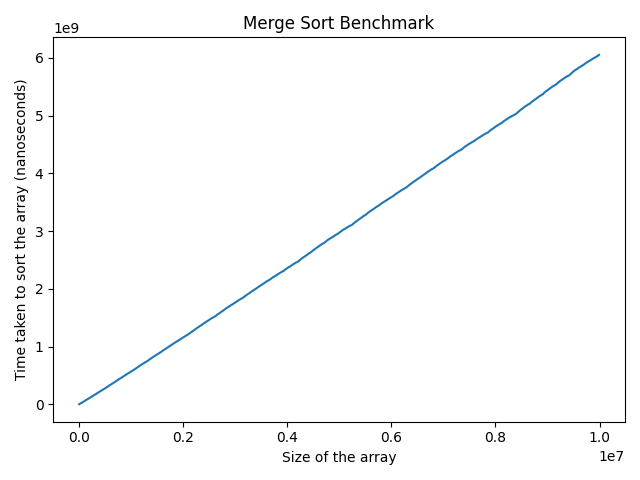 Merge Sort Benchmark
1e9
6
5
4
3
2
1
0
Time taken to sort the array (nanoseconds)
0.0 0.2 0.4 0.6 0.8 1.0
1e7
Size of the array